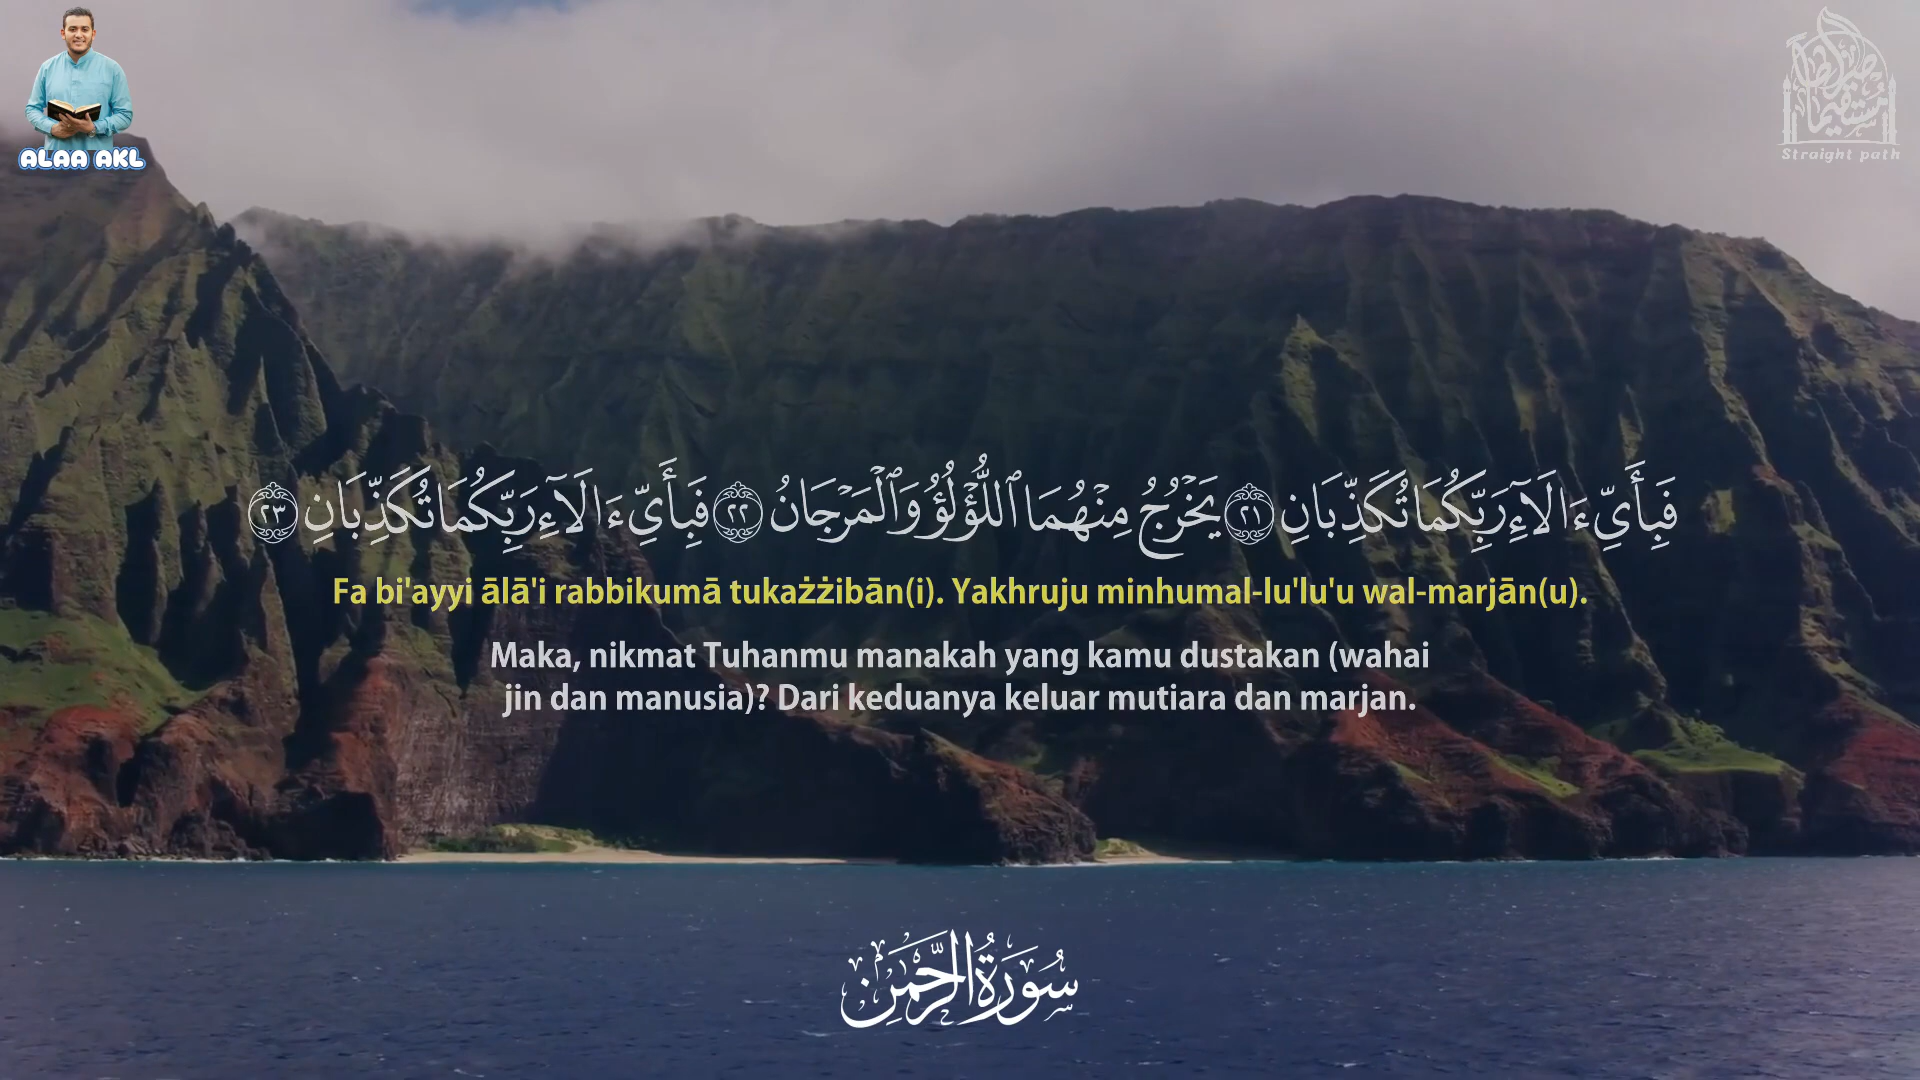 ALAA AKL
صراطا مستقيما
Straight path
فَبِأَيِّ ءَالَآءِ رَبِّكُمَا تُكَذِّبَانِ ٢١ يَخْرُجُ مِنْهُمَا ٱللُّؤْلُؤُ وَٱلْمَرْجَانُ ٢٢ فَبِأَيِّ ءَالَآءِ رَبِّكُمَا تُكَذِّبَانِ ٢٣
Fa bi'ayyi ālā'i rabbikumā tukażżibān(i). Yakhruju minhumal-lu'lu'u wal-marjān(u).
Maka, nikmat Tuhanmu manakah yang kamu dustakan (wahai
jin dan manusia)? Dari keduanya keluar mutiara dan marjan.
سُورَةُ الرَّحْمَٰن